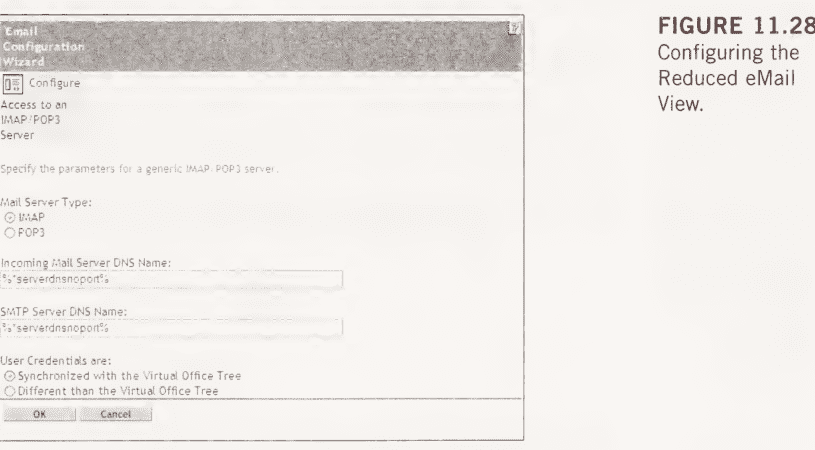 Email
Configuration
Wizard
?
Configure
Access to an
IMAP/POP3
Server
Specify the parameters for a generic IMAP/POP3 server.
Mail Server Type:
IMAP
POP3
Incoming Mail Server DNS Name:
%*serverdnsnoport%
SMTP Server DNS Name:
%*serverdnsnoport%
User Credentials are:
Synchronized with the Virtual Office Tree
Different than the Virtual Office Tree
OK Cancel
FIGURE 11.28
Configuring the
Reduced eMail
View.